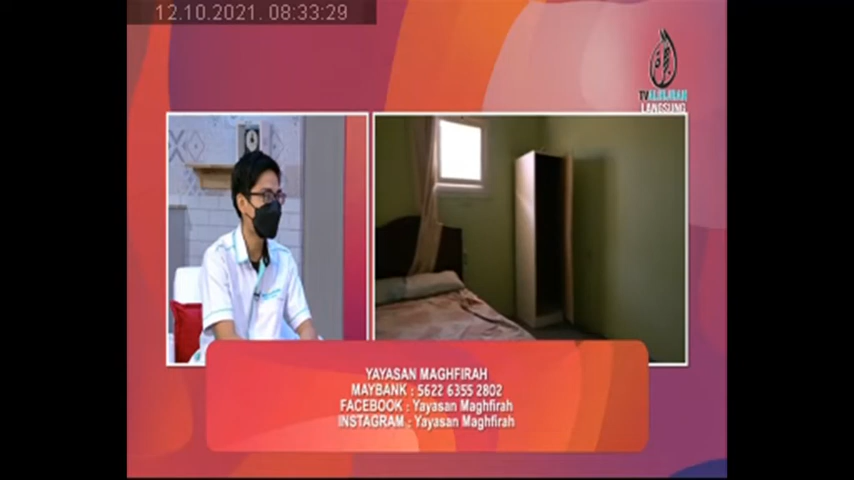 12.10.2021. 08:33:29
TV ALHIJRAH
LANGSUNG
YAYASAN MAGHFIRAH
MAYBANK : 5622 6355 2802
FACEBOOK : Yayasan Maghfirah
INSTAGRAM : Yayasan Maghfirah